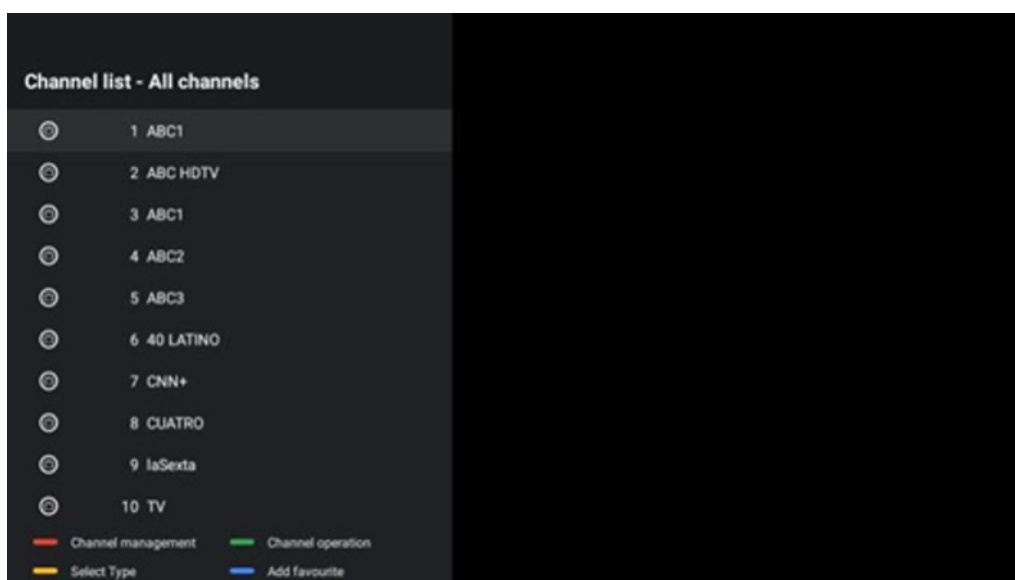 Channel list - All channels
1 ABC1
2 ABC HDTV
3 ABC1
4 ABC2
5 ABC3
6 40 LATINO
7 CNN+
8 CUATRO
9 laSexta
10 TV
Channel management Channel operation
Select Type Add favourite